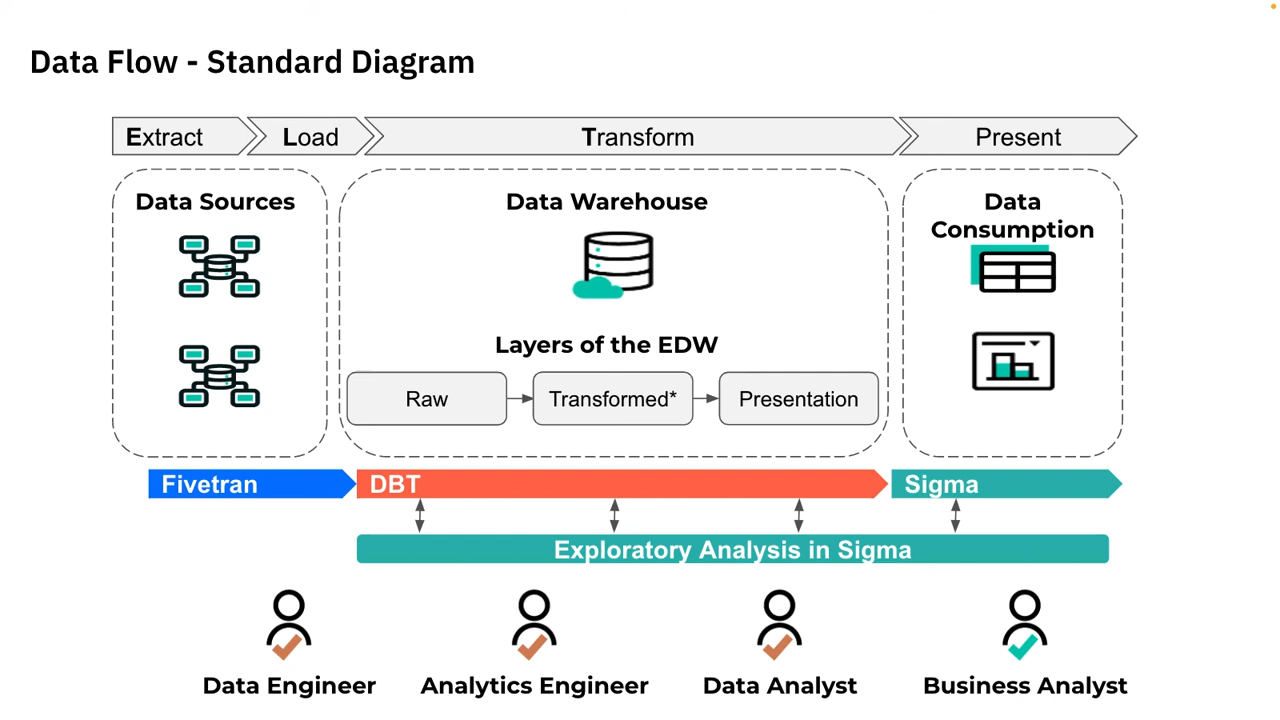 Data Flow - Standard Diagram
Extract
Load
Transform
Present
Data Sources
Data Warehouse
Data
Consumption
Layers of the EDW
Raw
Transformed*
Presentation
Fivetran
DBT
Sigma
Exploratory Analysis in Sigma
Data Engineer
Analytics Engineer
Data Analyst
Business Analyst